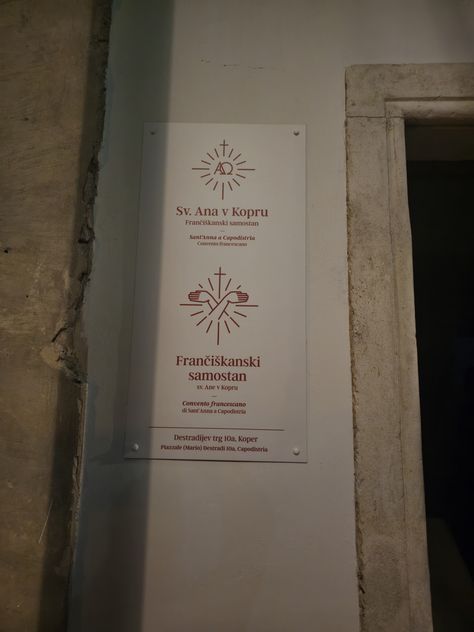 ΑΩ
Sv. Ana v Kopru
Frančiškanski samostan
Sant'Anna a Capodistria
Convento francescano
Frančiškanski
samostan
sv. Ane v Kopru
Convento francescano
di Sant'Anna a Capodistria
Destradijev trg 10a, Koper
Piazzale (Mario) Destradi 10a, Capodistria